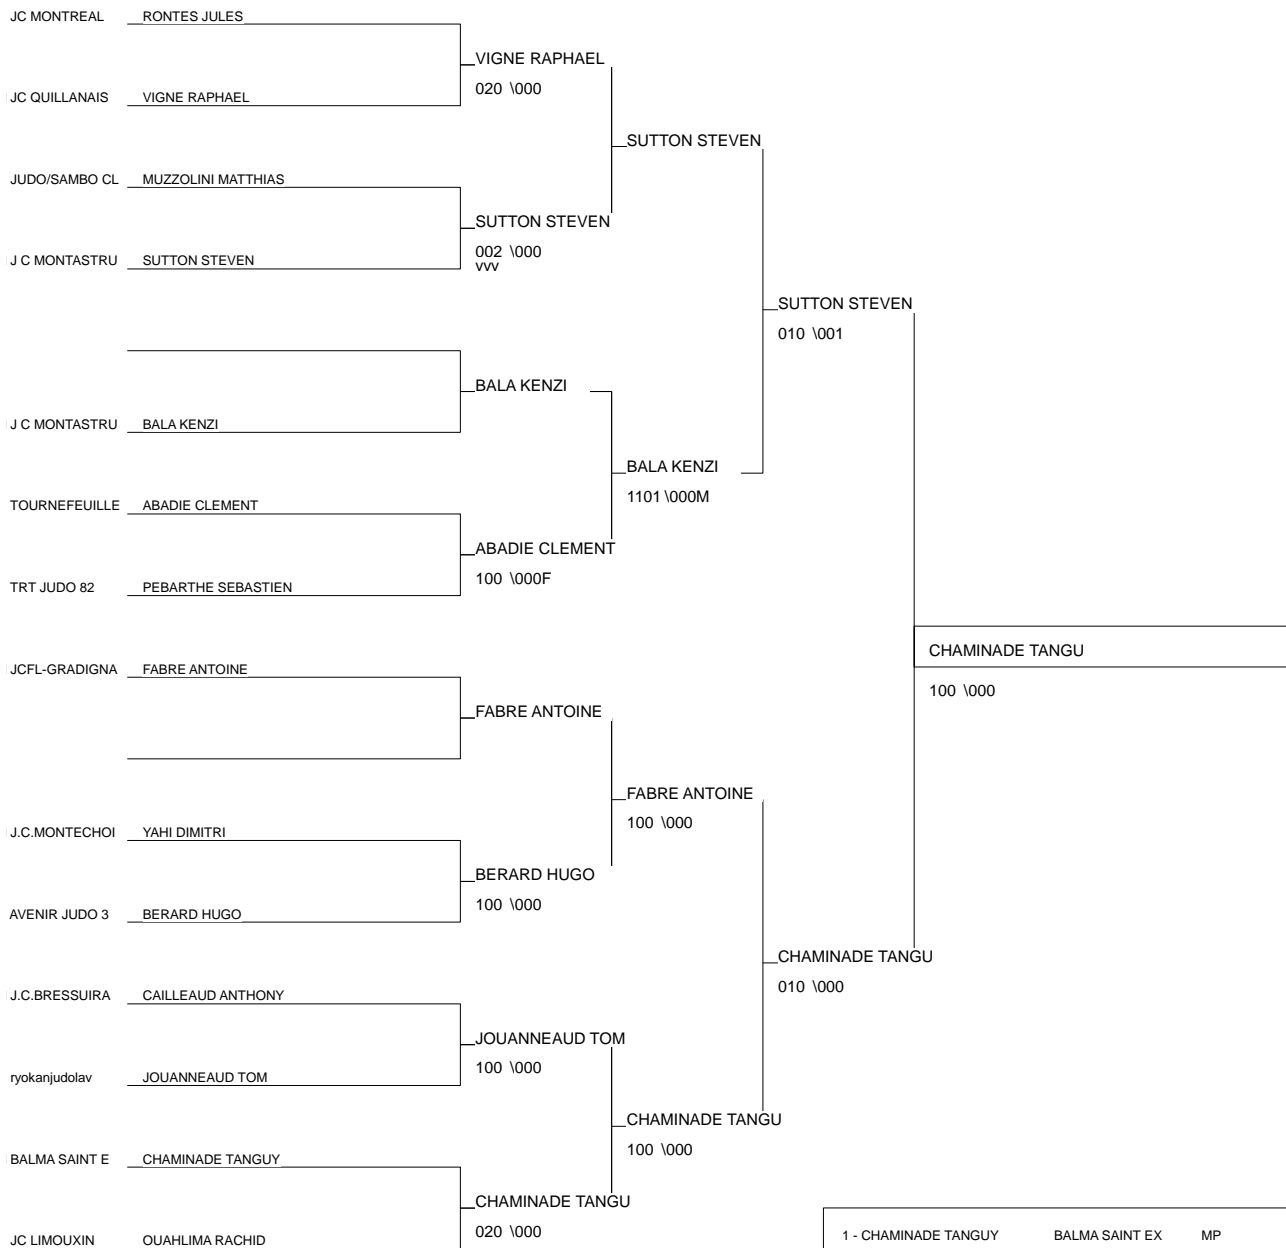 JC MONTREAL RONTES JULES
VIGNE RAPHAEL
020 \000
JC QUILLANAIS VIGNE RAPHAEL
SUTTON STEVEN
JUDO/SAMBO CL MUZZOLINI MATTHIAS
SUTTON STEVEN
002 \000
VVV
J C MONTASTRU SUTTON STEVEN
SUTTON STEVEN
010 \001
BALA KENZI
J C MONTASTRU BALA KENZI
BALA KENZI
1101 \000M
TOURNEFEUILLE ABADIE CLEMENT
ABADIE CLEMENT
100 \000F
TRT JUDO 82 PEBARTHE SEBASTIEN
CHAMINADE TANGU
100 \000
JCFL-GRADIGNA FABRE ANTOINE
FABRE ANTOINE
FABRE ANTOINE
100 \000
J.C.MONTECHOI YAHI DIMITRI
BERARD HUGO
100 \000
AVENIR JUDO 3 BERARD HUGO
CHAMINADE TANGU
010 \000
J.C.BRESSUIRA CAILLEAUD ANTHONY
JOUANNEAUD TOM
100 \000
ryokanjudolav JOUANNEAUD TOM
CHAMINADE TANGU
100 \000
BALMA SAINT E CHAMINADE TANGUY
CHAMINADE TANGU
020 \000
JC LIMOUXIN OUAHLIMA RACHID
1 - CHAMINADE TANGUY BALMA SAINT EX MP